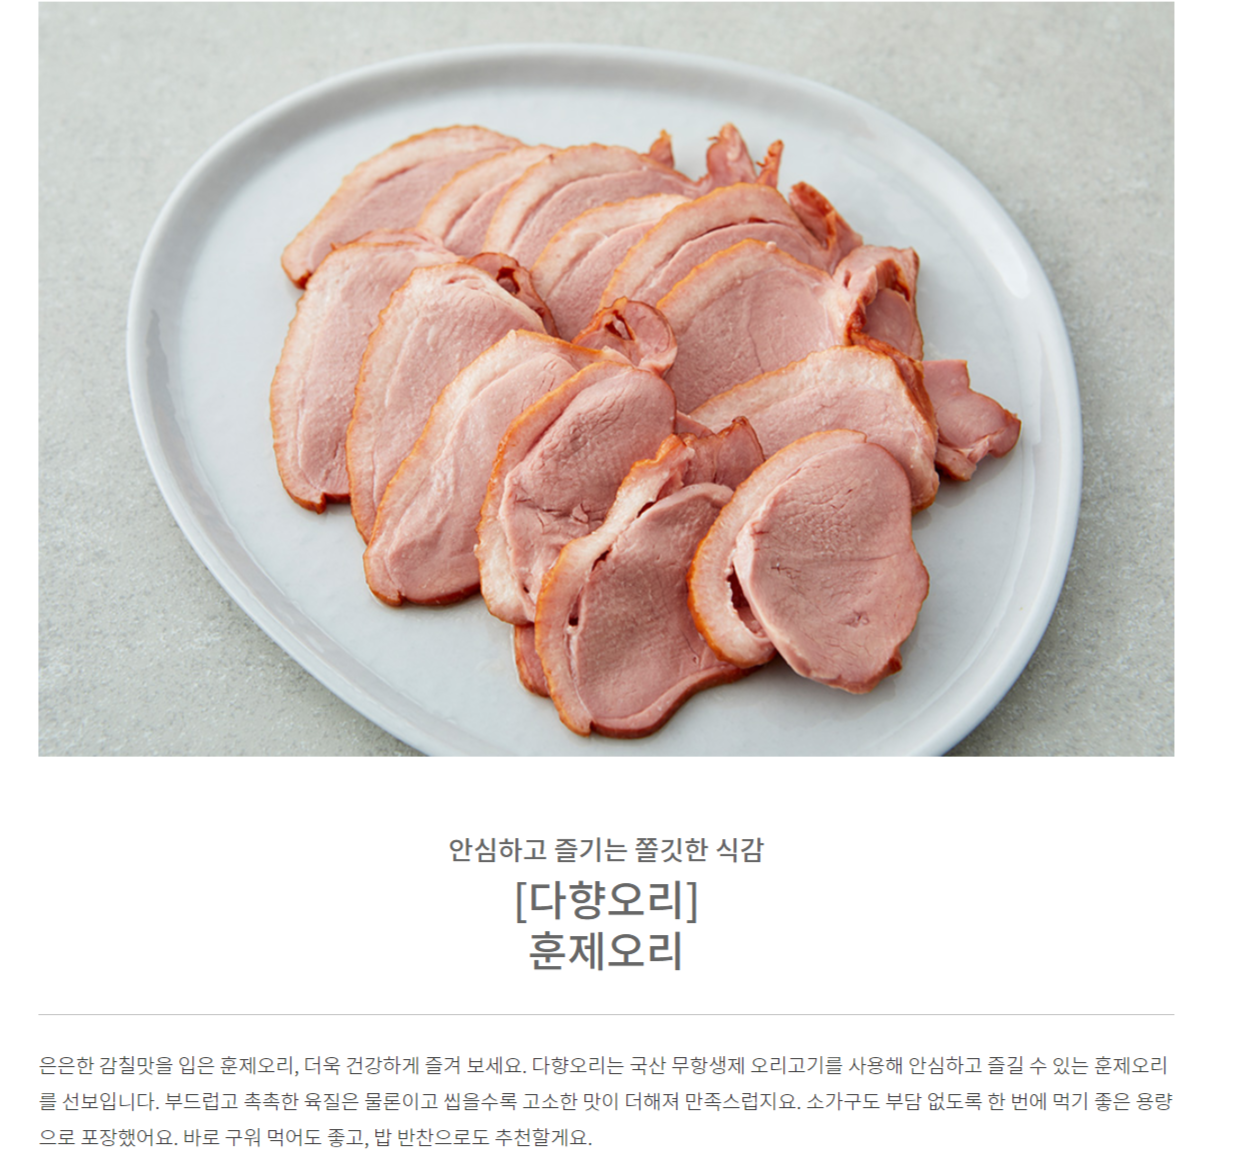 안심하고 즐기는 쫄깃한 식감
[다향오리]
훈제오리
은은한 감칠맛을 입은 훈제오리, 더욱 건강하게 즐겨 보세요. 다향오리는 국산 무항생제 오리고기를 사용해 안심하고 즐길 수 있는 훈제오리
를 선보입니다. 부드럽고 촉촉한 육질은 물론이고 씹을수록 고소한 맛이 더해져 만족스럽지요. 소가구도 부담 없도록 한 번에 먹기 좋은 용량
으로 포장했어요. 바로 구워 먹어도 좋고, 밥 반찬으로도 추천할게요.